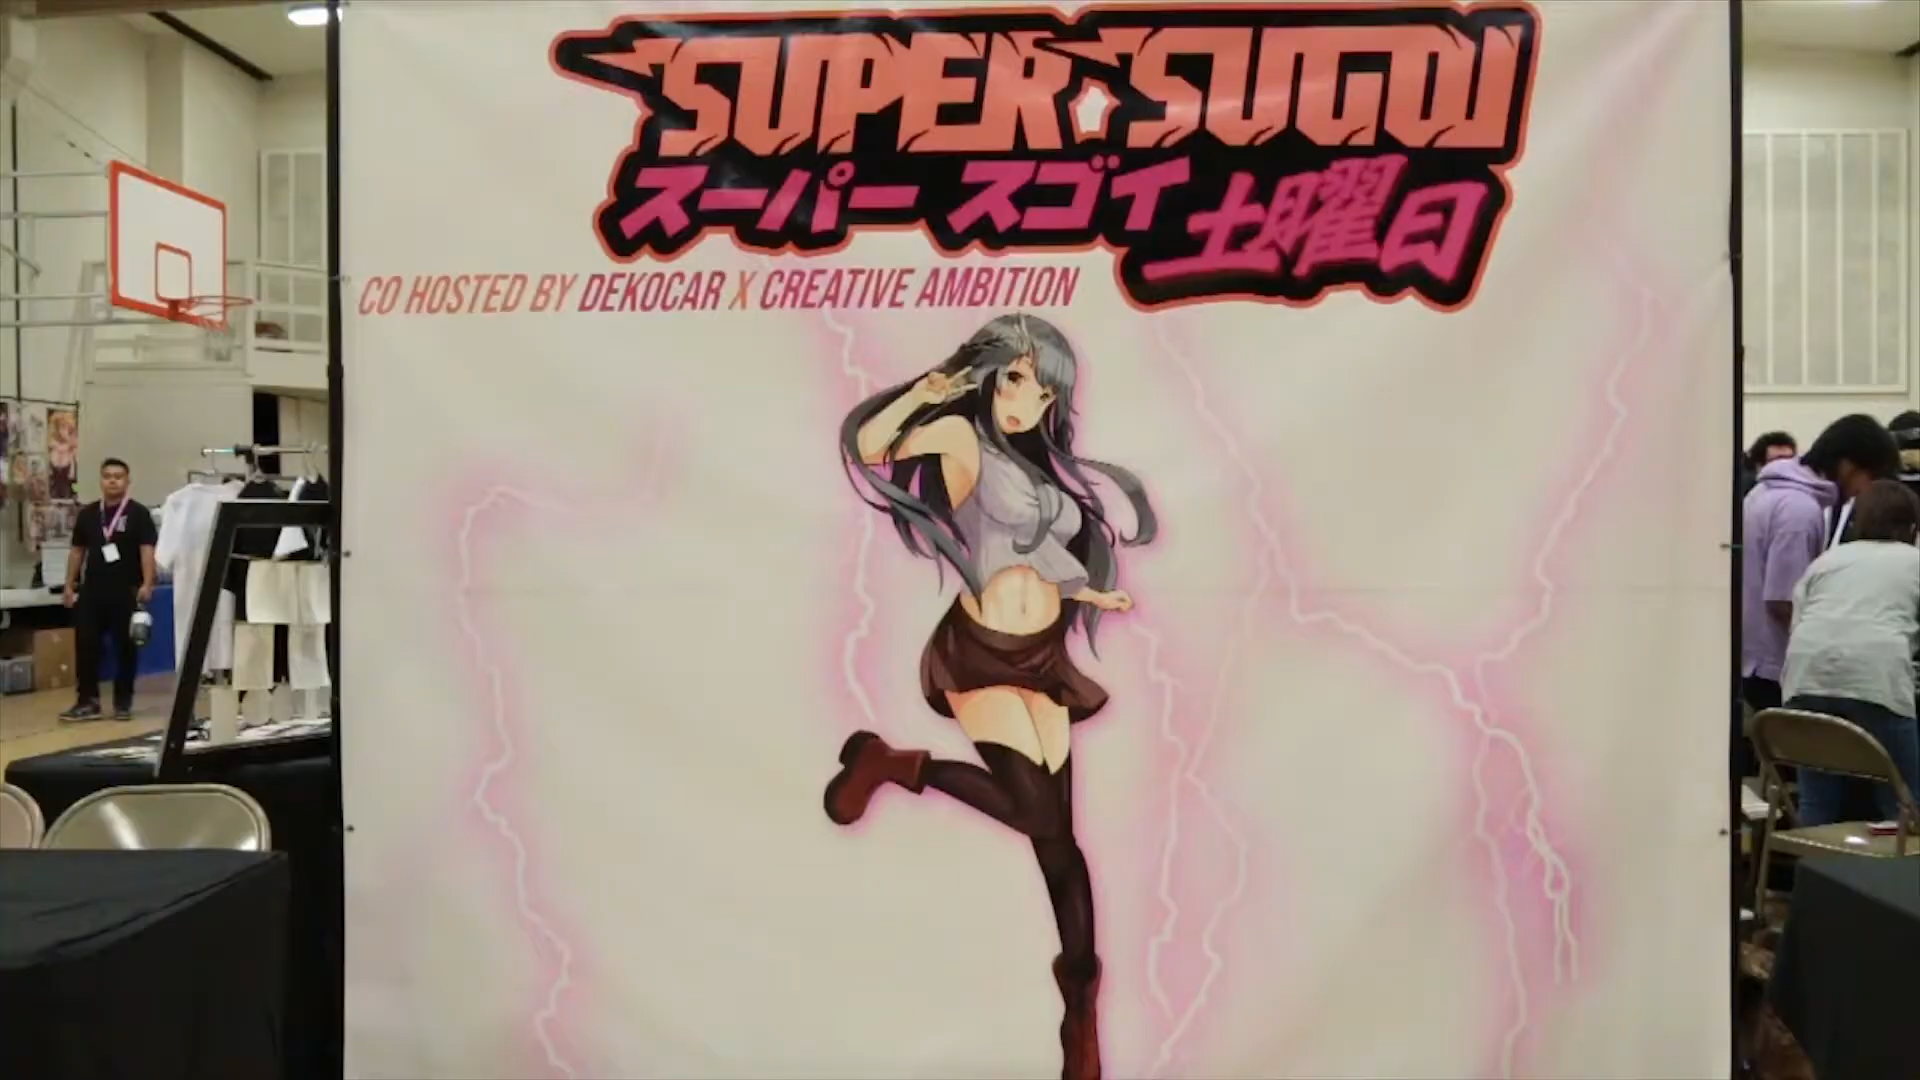 SUPER SUGOI
スーパー スゴイ 土曜日
CO HOSTED BY DEKOCAR X CREATIVE AMBITION